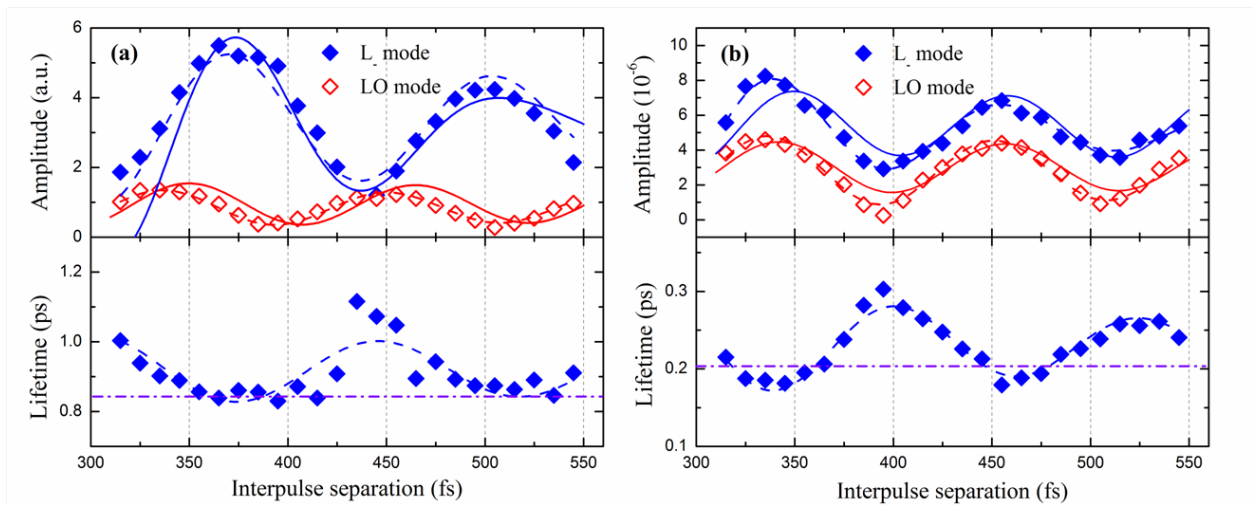 (a)
L_ mode
LO mode
Amplitude (a.u.)
6
4
2
0
Lifetime (ps)
1.2
1.0
0.8
300 350 400 450 500 550
Interpulse separation (fs)
(b)
L_ mode
LO mode
Amplitude (10⁻⁶)
10
8
6
4
2
0
Lifetime (ps)
0.3
0.2
0.1
300 350 400 450 500 550
Interpulse separation (fs)